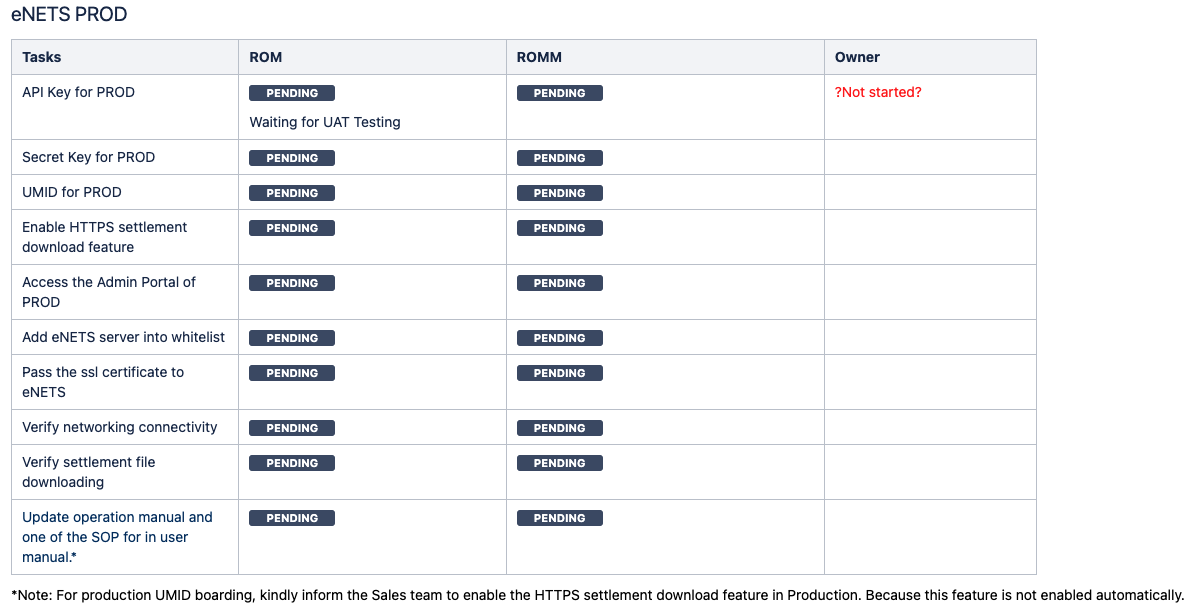 eNETS PROD
Tasks ROM ROMM Owner
API Key for PROD PENDING PENDING ?Not started?
Waiting for UAT Testing
Secret Key for PROD PENDING PENDING
UMID for PROD PENDING PENDING
Enable HTTPS settlement PENDING PENDING
download feature
Access the Admin Portal of PENDING PENDING
PROD
Add eNETS server into whitelist PENDING PENDING
Pass the ssl certificate to PENDING PENDING
eNETS
Verify networking connectivity PENDING PENDING
Verify settlement file PENDING PENDING
downloading
Update operation manual and PENDING PENDING
one of the SOP for in user
manual.*
*Note: For production UMID boarding, kindly inform the Sales team to enable the HTTPS settlement download feature in Production. Because this feature is not enabled automatically.